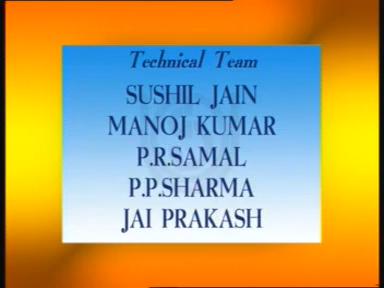 Technical Team
SUSHIL JAIN
MANOJ KUMAR
P.R.SAMAL
P.P.SHARMA
JAI PRAKASH